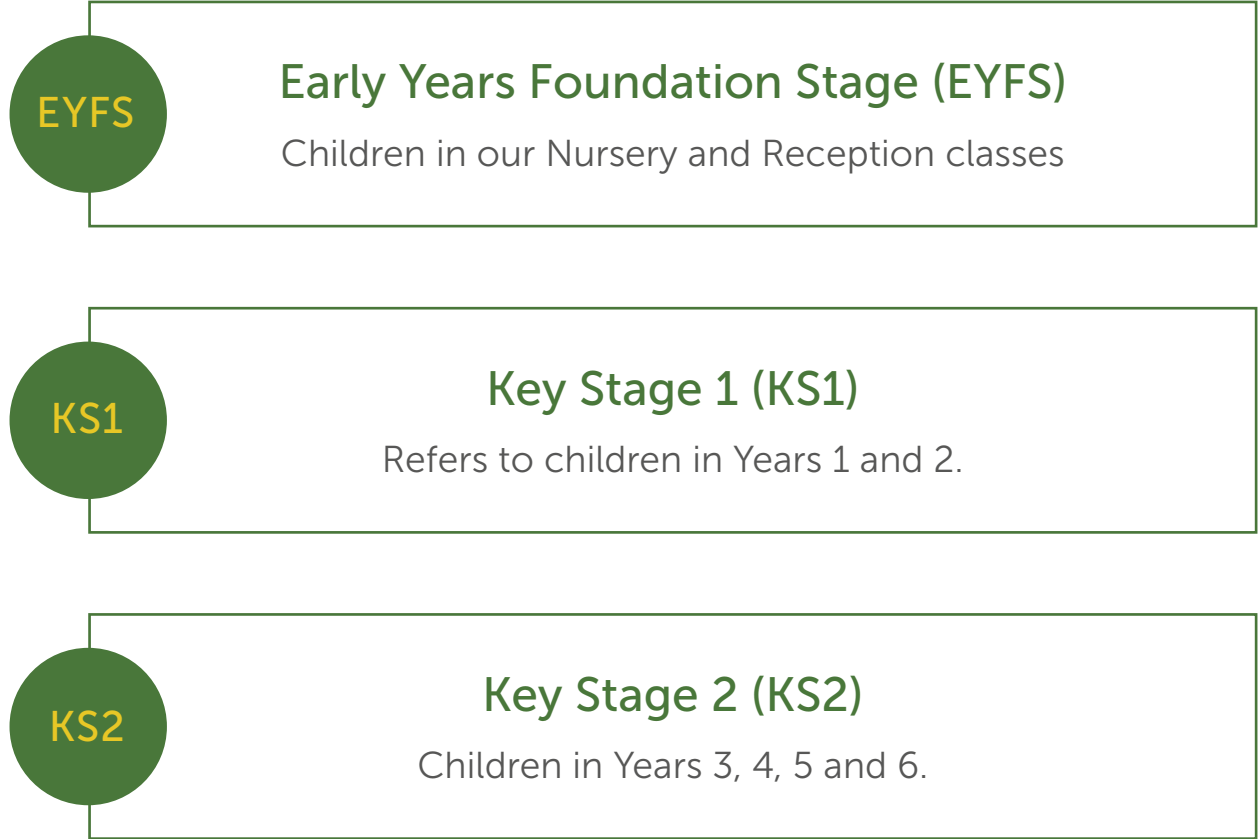 EYFS
Early Years Foundation Stage (EYFS)
Children in our Nursery and Reception classes
KS1
Key Stage 1 (KS1)
Refers to children in Years 1 and 2.
KS2
Key Stage 2 (KS2)
Children in Years 3, 4, 5 and 6.